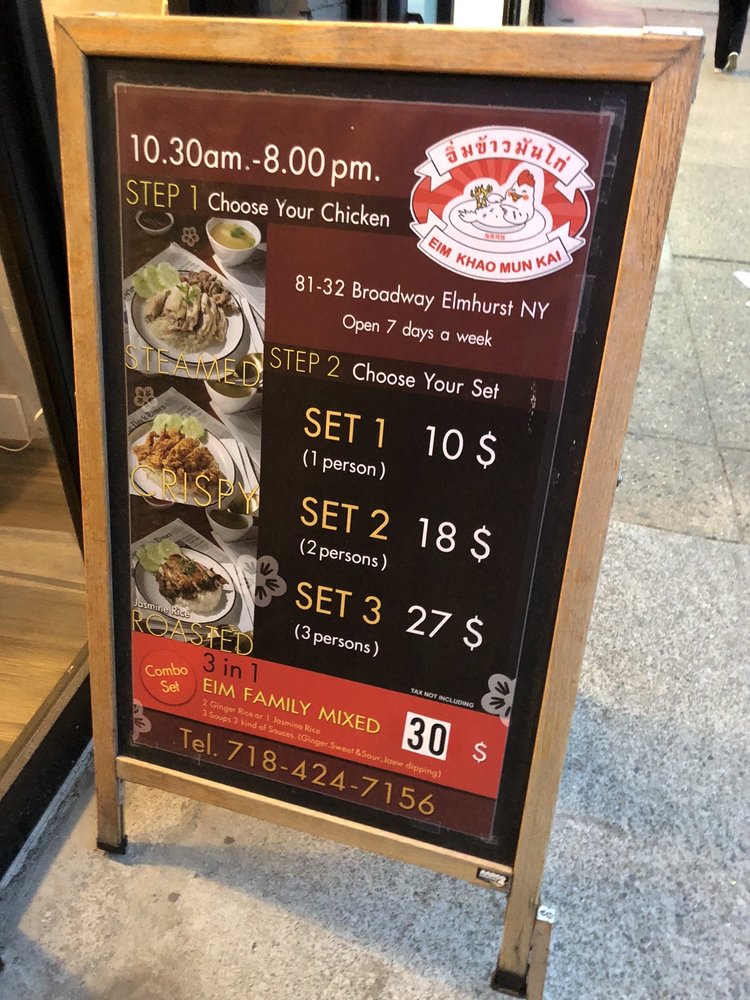 10.30am.-8.00 pm.
อิ่มข้าวมันไก่
EIM KHAO MUN KAI
STEP 1 Choose Your Chicken
81-32 Broadway Elmhurst NY
Open 7 days a week
STEAMED
CRISPY
Jasmine Rice
ROASTED
STEP 2 Choose Your Set
SET 1 10 $
(1 person)
SET 2 18 $
(2 persons)
SET 3 27 $
(3 persons)
TAX NOT INCLUDING
Combo
Set
3 in 1
EIM FAMILY MIXED
2 Ginger Rice or 1 Jasmine Rice
3 Soups 3 kind of Sauces. (Ginger.Sweet &Sour,Jaew dipping)
30 $
Tel. 718-424-7156